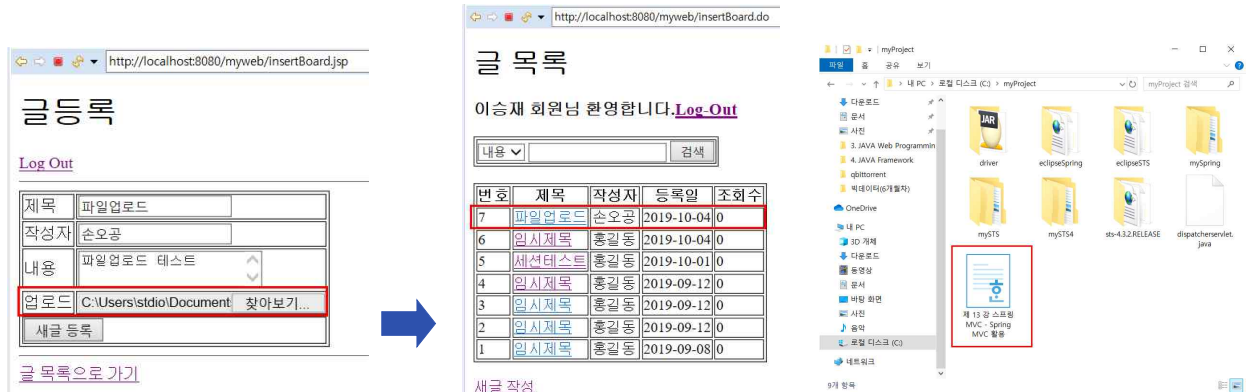 http://localhost:8080/myweb/insertBoard.jsp
글등록
Log Out
제목 파일업로드
작성자 손오공
내용 파일업로드 테스트
업로드 C:\Users\stdio\Document 찾아보기...
새글 등록
글 목록으로 가기
http://localhost:8080/myweb/insertBoard.do
글 목록
이승재 회원님 환영합니다.Log-Out
내용 검색
번호 제목 작성자 등록일 조회수
7 파일업로드 손오공 2019-10-04 0
6 임시제목 홍길동 2019-10-04 0
5 세션테스트 홍길동 2019-10-01 0
4 임시제목 홍길동 2019-09-12 0
3 임시제목 홍길동 2019-09-12 0
2 임시제목 홍길동 2019-09-12 0
1 임시제목 홍길동 2019-09-08 0
새글 작성
myProject
파일 홈 공유 보기
내 PC > 로컬 디스크 (C:) > myProject
myProject 검색
다운로드
문서
사진
3. JAVA Web Programmin
4. JAVA Framework
qbittorrent
빅데이터(6개월차)
OneDrive
내 PC
3D 개체
다운로드
동영상
문서
바탕 화면
사진
음악
로컬 디스크 (C:)
네트워크
JAR
driver
eclipseSpring
eclipseSTS
mySpring
mySTS
mySTS4
sts-4.3.2.RELEASE
dispatcherservlet.
java
호
제 13 강 스프링
MVC - Spring
MVC 활용
9개 항목